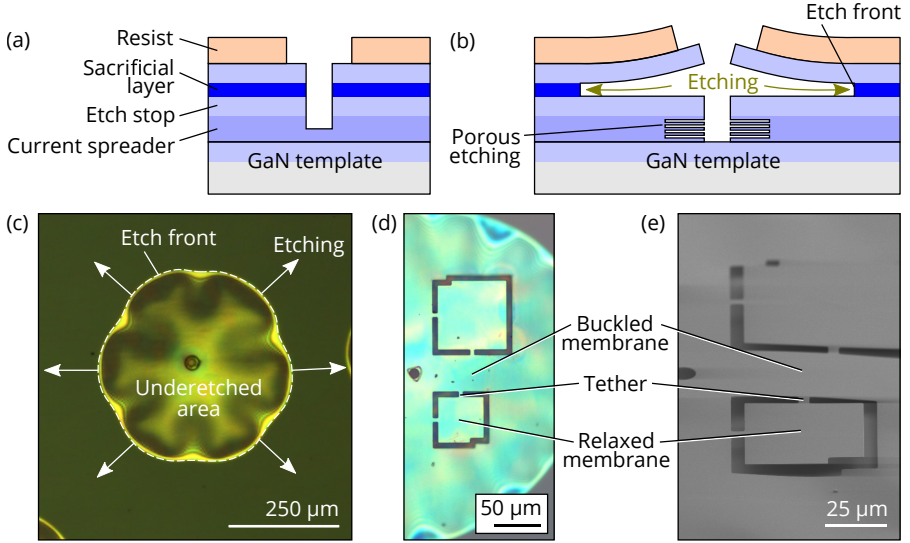 (a)
Resist
Sacrificial
layer
Etch stop
Current spreader
GaN template
(b)
Etch front
Etching
Porous
etching
GaN template
(c)
Etch front
Etching
Underetched
area
250 µm
(d)
Buckled
membrane
Tether
Relaxed
membrane
50 µm
(e)
25 µm